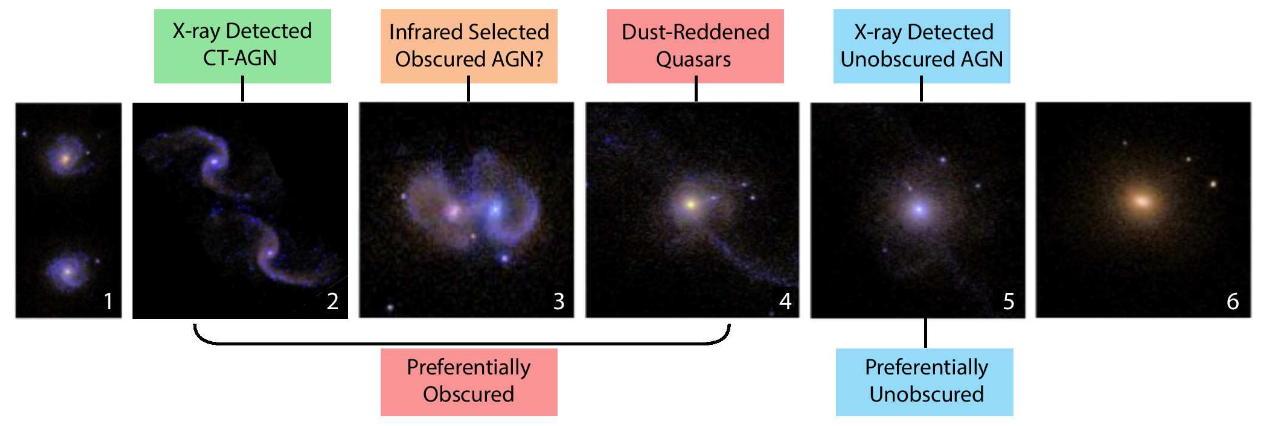 X-ray Detected
CT-AGN
Infrared Selected
Obscured AGN?
Dust-Reddened
Quasars
X-ray Detected
Unobscured AGN
1
2
3
4
5
6
Preferentially
Obscured
Preferentially
Unobscured